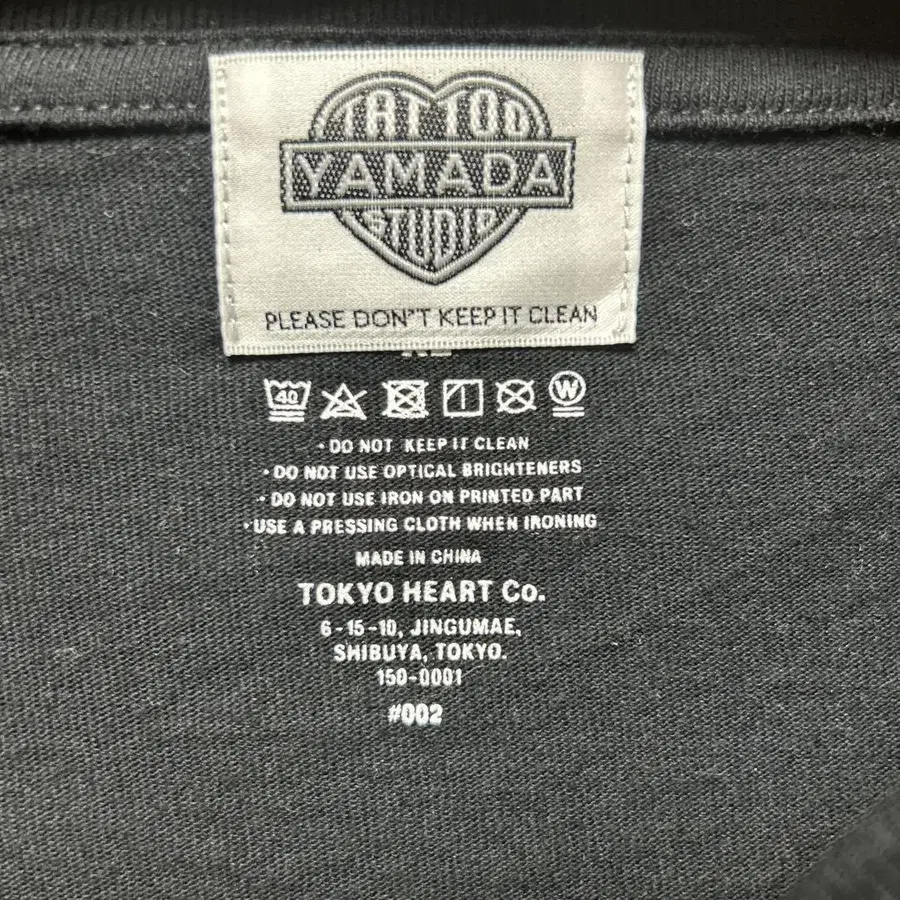 TATTOO
YAMADA
STUDIO
PLEASE DON"T KEEP IT CLEAN
40
W
• DO NOT KEEP IT CLEAN
• DO NOT USE OPTICAL BRIGHTENERS
• DO NOT USE IRON ON PRINTED PART
• USE A PRESSING CLOTH WHEN IRONING
MADE IN CHINA
TOKYO HEART Co.
6-15-10, JINGUMAE,
SHIBUYA, TOKYO.
150-0001
#002